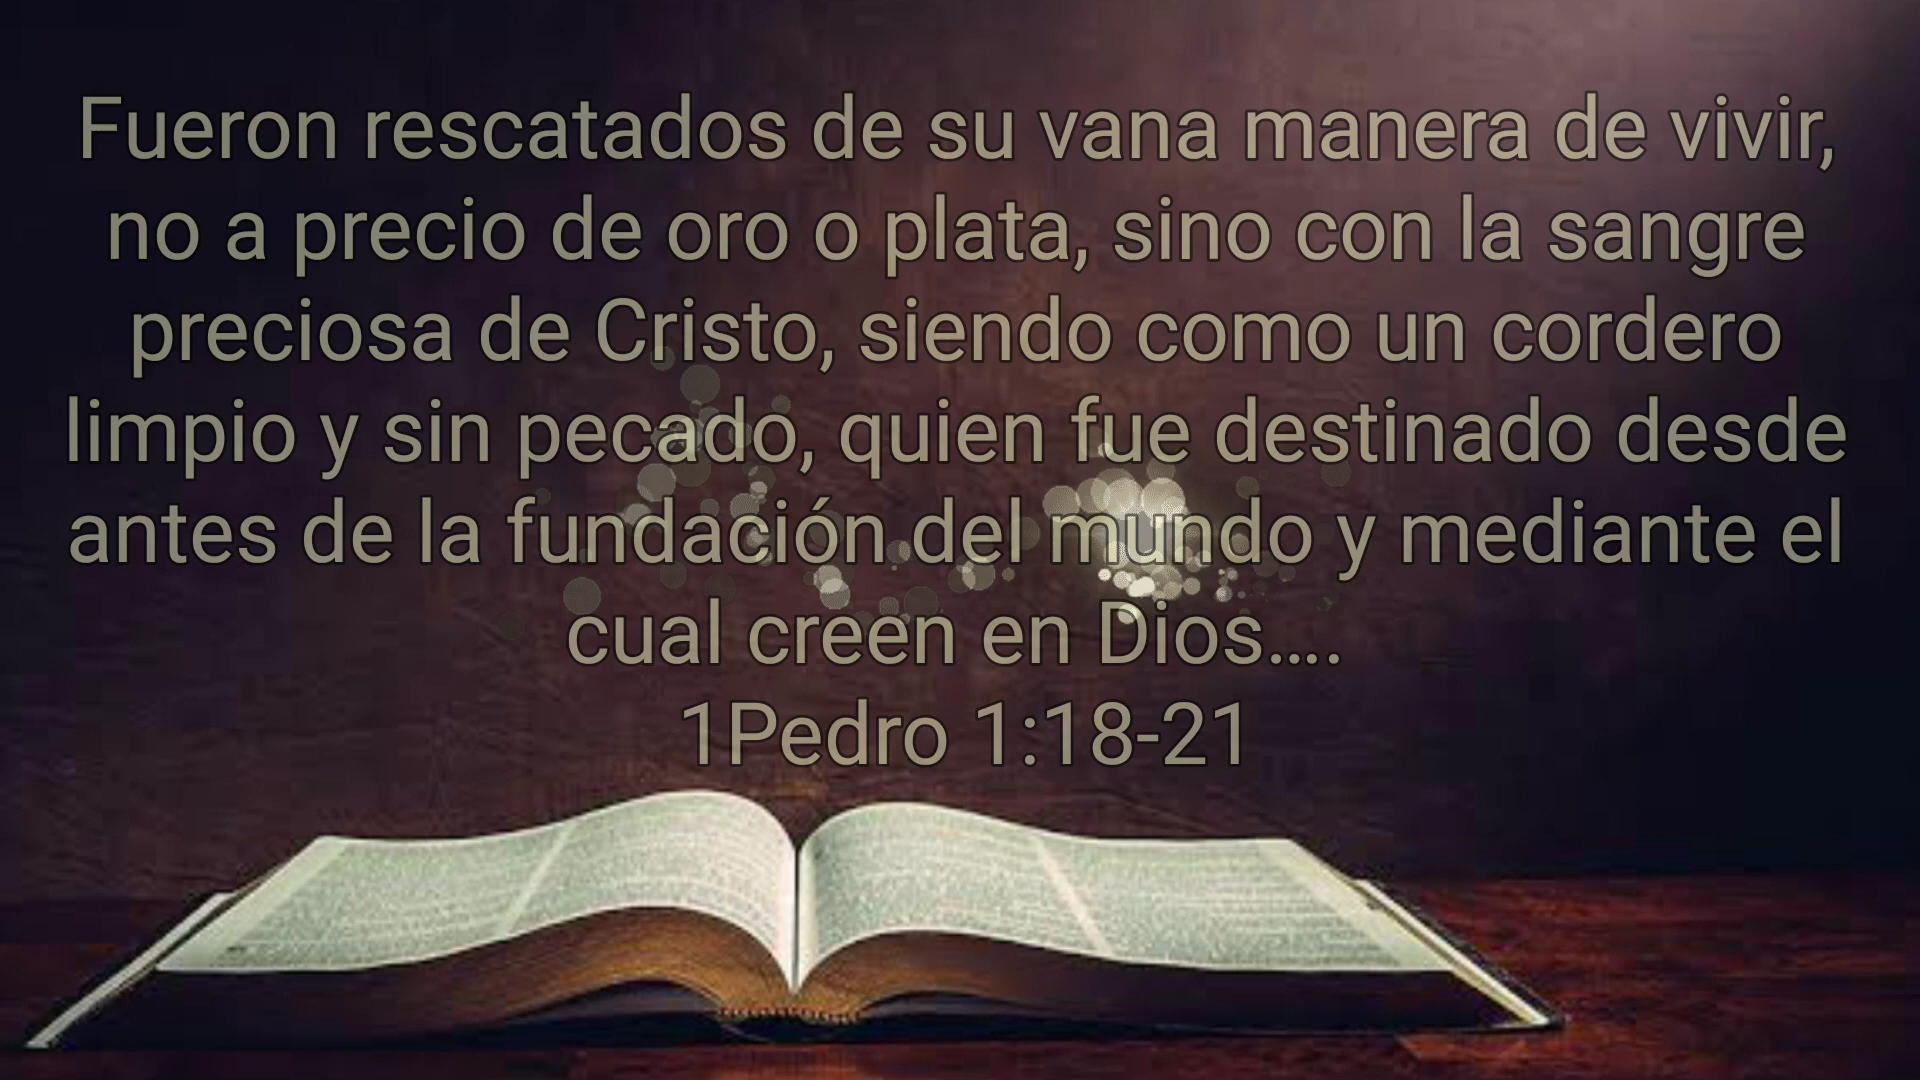 Fueron rescatados de su vana manera de vivir,
no a precio de oro o plata, sino con la sangre
preciosa de Cristo, siendo como un cordero
limpio y sin pecado, quien fue destinado desde
antes de la fundación del mundo y mediante el
cual creen en Dios....
1Pedro 1:18-21